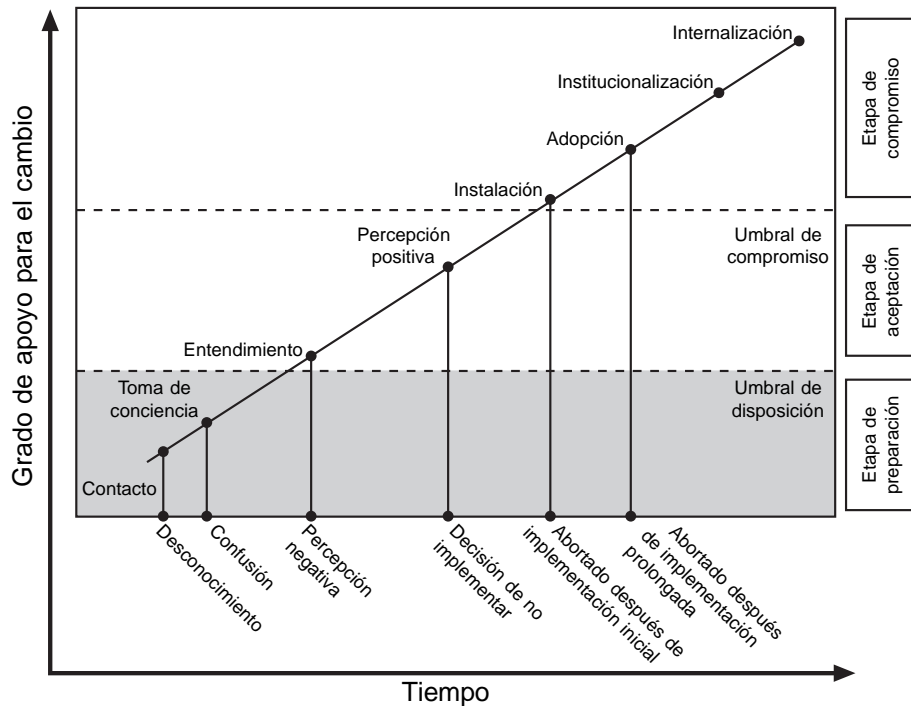 Grado de apoyo para el cambio
Internalización
Institucionalización
Adopción
Instalación
Percepción
positiva
Umbral de
compromiso
Entendimiento
Toma de
conciencia
Umbral de
disposición
Contacto
Etapa de
compromiso
Etapa de
aceptación
Etapa de
preparación
Desconocimiento
Confusión
Percepción
negativa
Decisión de no
implementar
Abortado después de
implementación inicial
Abortado después
de implementación
prolongada
Tiempo